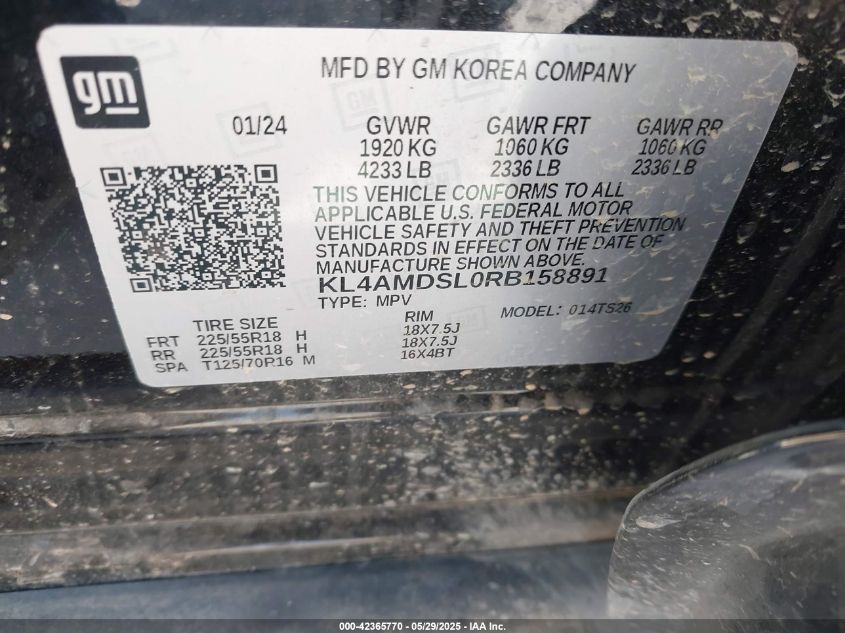 gm
MFD BY GM KOREA COMPANY
01/24 GVWR GAWR FRT GAWR RR
1920 KG 1060 KG 1060 KG
4233 LB 2336 LB 2336 LB
THIS VEHICLE CONFORMS TO ALL
APPLICABLE U.S. FEDERAL MOTOR
VEHICLE SAFETY AND THEFT PREVENTION
STANDARDS IN EFFECT ON THE DATE OF
MANUFACTURE SHOWN ABOVE.
KL4AMDSL0RB158891
TYPE: MPV MODEL: 014TS26
TIRE SIZE RIM
FRT 225/55R18 H 18X7.5J
RR 225/55R18 H 18X7.5J
SPA T125/70R16 M 16X4BT
000-42365770 - 05/29/2025 - IAA Inc.